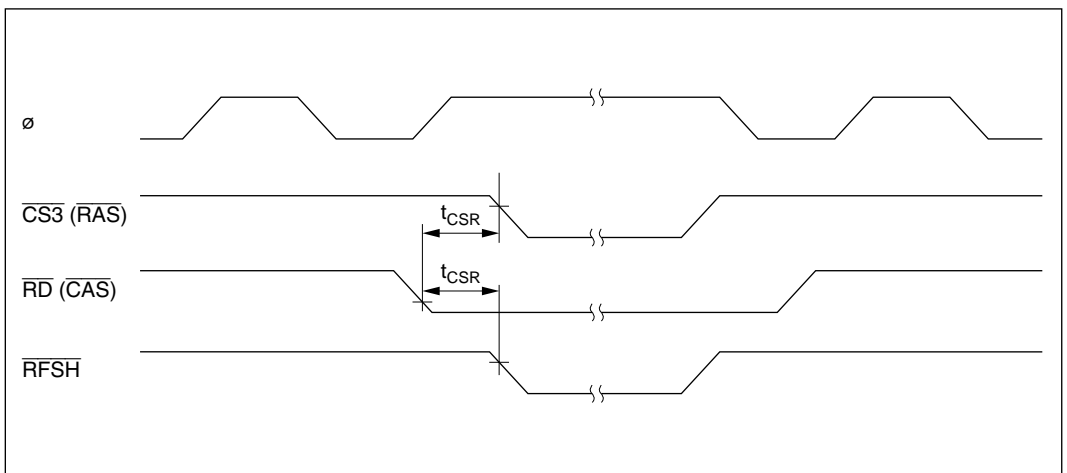 ø
CS3 (RAS)
tCSR
RD (CAS)
tCSR
RFSH